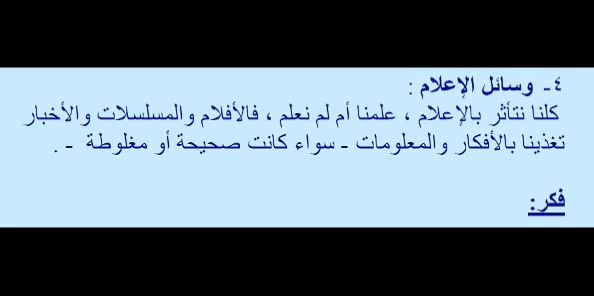 ٤- وسائل الإعلام :
كلنا نتأثر بالإعلام ، علمنا أم لم نعلم ، فالأفلام والمسلسلات والأخبار
تغذينا بالأفكار والمعلومات - سواء كانت صحيحة أو مغلوطة - .
فكر: